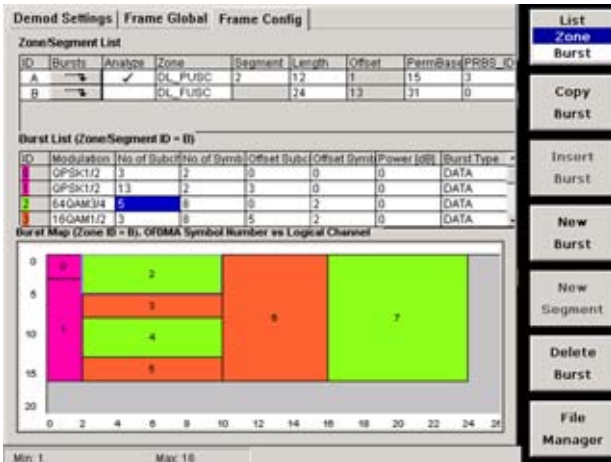 Demod Settings Frame Global Frame Config
Zone/Segment List
ID Bursts Analyze Zone Segment Length Offset PermBase PRBS_ID
A DL_PUSC 2 12 1 15 3
B DL_FUSC 24 13 31 0
Burst List (Zone/Segment ID = B)
ID Modulation No of Subch No of Symb Offset Subc Offset Symb Power [dB] Burst Type
0 QPSK1/2 3 2 0 0 0 DATA
1 QPSK1/2 13 2 3 0 0 DATA
2 64QAM3/4 5 8 0 2 0 DATA
3 16QAM1/2 3 8 5 2 0 DATA
Burst Map (Zone ID = B). OFDMA Symbol Number vs Logical Channel
0
5
10
15
20
0 1 2 3 4 5 6 7
0 2 4 6 8 10 12 14 16 18 20 22 24 26
Min: 1 Max: 16
List
Zone
Burst
Copy
Burst
Insert
Burst
New
Burst
New
Segment
Delete
Burst
File
Manager